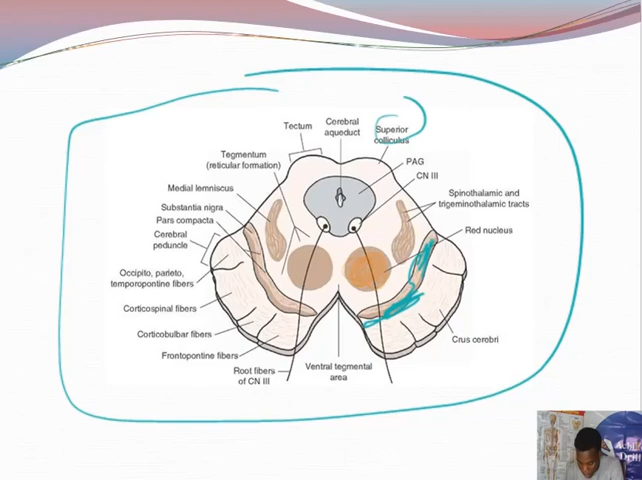 Tectum
Cerebral
aqueduct
Superior
colliculus
Tegmentum
(reticular formation)
PAG
CN III
Medial lemniscus
Spinothalamic and
trigeminothalamic tracts
Substantia nigra
Pars compacta
Cerebral
peduncle
Red nucleus
Occipito, parieto,
temporopontine fibers
Corticospinal fibers
Corticobulbar fibers
Crus cerebri
Frontopontine fibers
Root fibers
of CN III
Ventral tegmental
area